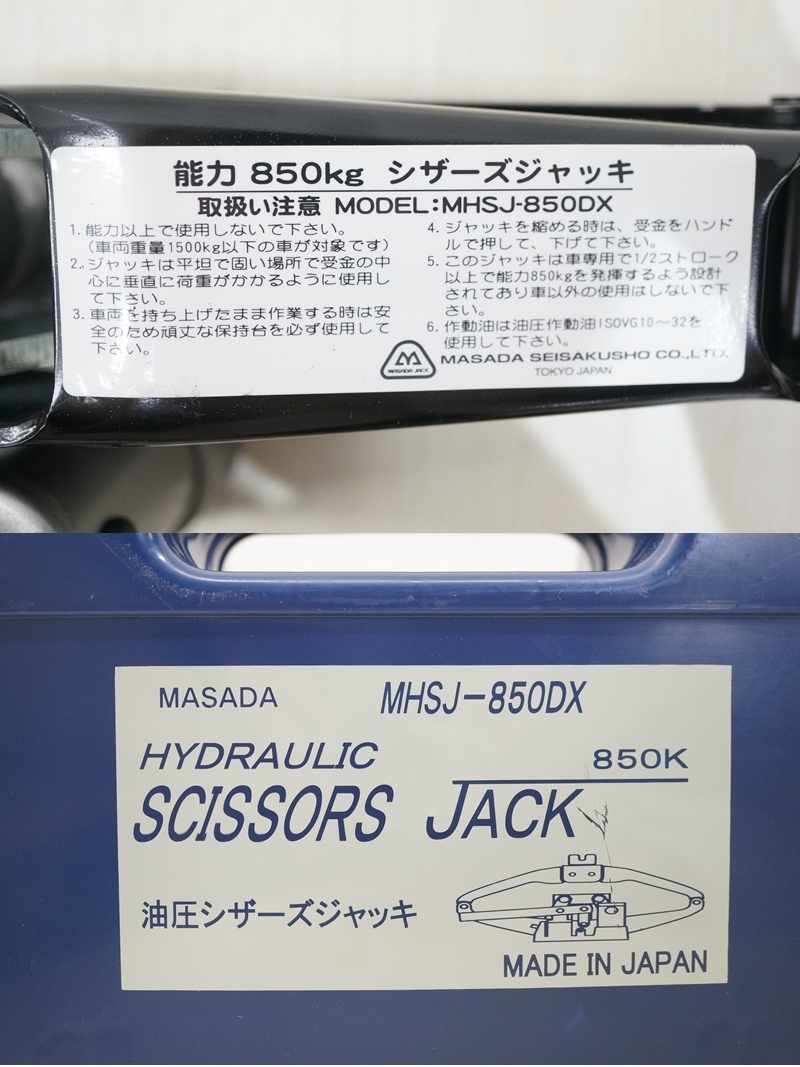 能力 850kg シザーズジャッキ
取扱い注意 MODEL:MHSJ-850DX
1. 能力以上で使用しないで下さい。
(車両重量1500kg以下の車が対象です)
2. ジャッキは平坦で固い場所で受金の中
心に垂直に荷重がかかるように使用し
て下さい。
3. 車両を持ち上げたまま作業する時は安
全のため頑丈な保持台を必ず使用して
下さい。
4. ジャッキを縮める時は、受金をハンド
ルで押して、下げて下さい。
5. このジャッキは車専用で1/2ストローク
以上で能力850kgを発揮するよう設計
されており車以外の使用はしないで下
さい。
6. 作動油は油圧作動油ISOVG10〜32を
使用して下さい。
MASADA JACK
MASADA SEISAKUSHO CO.,LTD.
TOKYO JAPAN
MASADA MHSJ-850DX
HYDRAULIC 850K
SCISSORS JACK
油圧シザーズジャッキ
MADE IN JAPAN